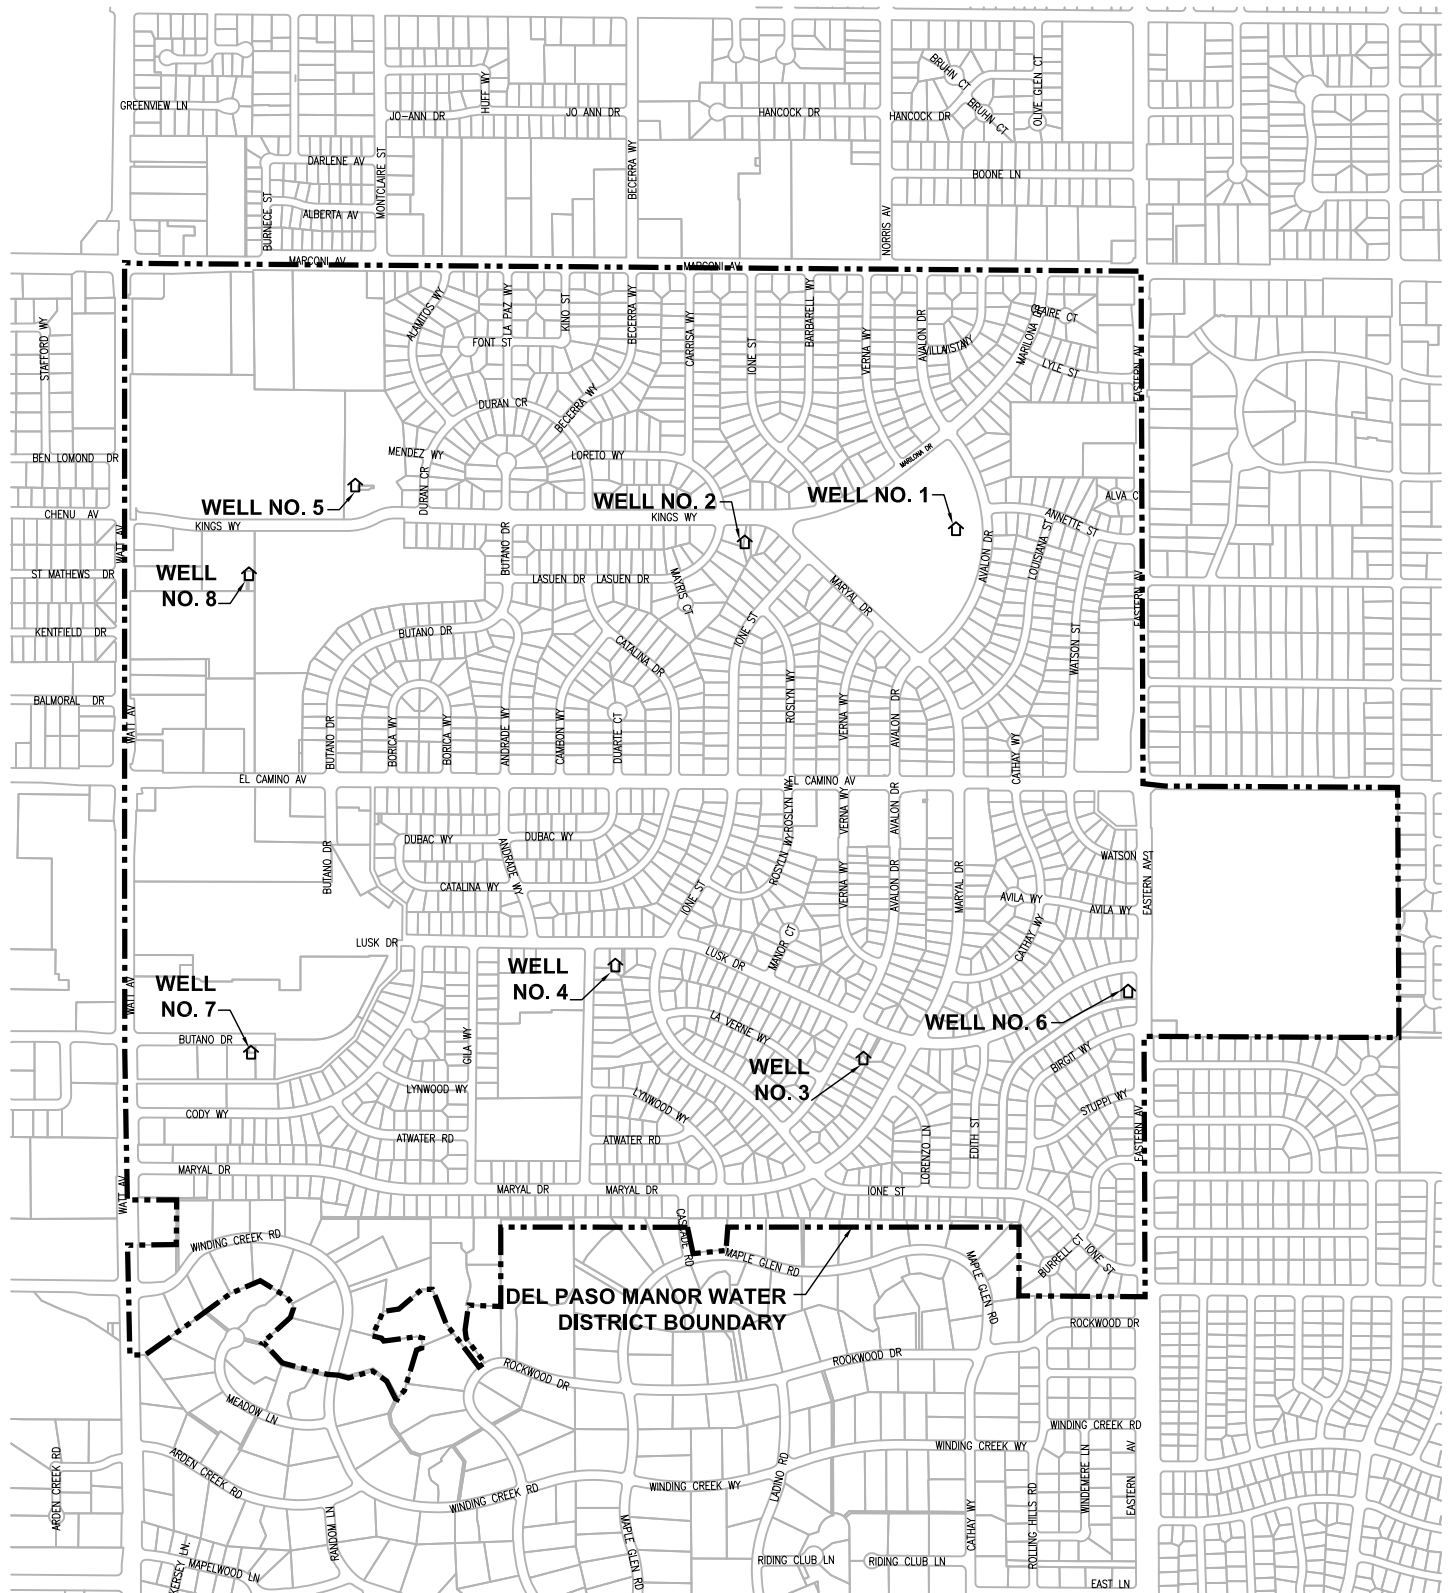 GREENVIEW LN
HUFF WY
JO-ANN DR
JO ANN DR
HANCOCK DR
HANCOCK DR
BRUHN CT
BRUHN CT
OLIVE GLEN CT
DARLENE AV
MONTCLAIRE ST
BECERRA WY
BOONE LN
BURNECE ST
ALBERTA AV
NORRIS AV
MARCONI AV
MARCONI AV
STAFFORD WY
ALAMITOS WY
LA PAZ WY
KINO ST
FONT ST
BECERRA WY
CARRISA WY
IONE ST
BARBARELL WY
VERNA WY
AVALON DR
VILLAVISTAWY
MARILONA DR
CLAIRE CT
LYLE ST
EASTERN AV
DURAN CR
BECERRA WY
MENDEZ WY
DURAN CR
LORETO WY
MARILONA DR
BEN LOMOND DR
WELL NO. 5
WELL NO. 2
WELL NO. 1
ALVA C
CHENU AV
WATT AV
KINGS WY
KINGS WY
BUTANO DR
ANNETTE ST
AVALON DR
LOUISIANA ST
ST MATHEWS DR
WELL
NO. 8
LASUEN DR
LASUEN DR
MAYRIS CT
MARYAL DR
EASTERN AV
KENTFIELD DR
BUTANO DR
IONE ST
CATALINA DR
WATSON ST
BALMORAL DR
WATT AV
BUTANO DR
BORICA WY
BORICA WY
ANDRADE WY
CAMBON WY
DUARTE CT
ROSLYN WY
VERNA WY
AVALON DR
CATHAY WY
EL CAMINO AV
EL CAMINO AV
BUTANO DR
DUBAC WY
DUBAC WY
ANDRADE WY
CATALINA WY
ROSLYN WY
ROSYLN WY
VERNA WY
AVALON DR
VERNA WY
AVALON DR
MARYAL DR
WATSON ST
EASTERN AV
AVILA WY
AVILA WY
IONE ST
CATHAY WY
MANOR CT
LUSK DR
LUSK DR
WATT AV
WELL
NO. 7
WELL
NO. 4
WELL NO. 6
BUTANO DR
GILA WY
LA VERNE WY
WELL
NO. 3
BIRGIT WY
LYNWOOD WY
LYNWOOD WY
STUPPI WY
CODY WY
ATWATER RD
ATWATER RD
LORENZO LN
EDITH ST
EASTERN AV
MARYAL DR
MARYAL DR
MARYAL DR
IONE ST
WATT AV
WINDING CREEK RD
CASCADE RD
MAPLE GLEN RD
MAPLE GLEN RD
BURRELL CT
IONE ST
DEL PASO MANOR WATER
DISTRICT BOUNDARY
ROCKWOOD DR
ROCKWOOD DR
ROOKWOOD DR
MEADOW LN
WINDING CREEK RD
WINDING CREEK WY
ARDEN CREEK RD
ARDEN CREEK RD
WINDING CREEK RD
WINDING CREEK WY
LADINO RD
CATHAY WY
ROLLING HILLS RD
WINDEMERE LN
EASTERN AV
RANDOM LN
MAPLE GLEN RD
KERSEY LN.
MAPELWOOD LN
RIDING CLUB LN
RIDING CLUB LN
EAST LN